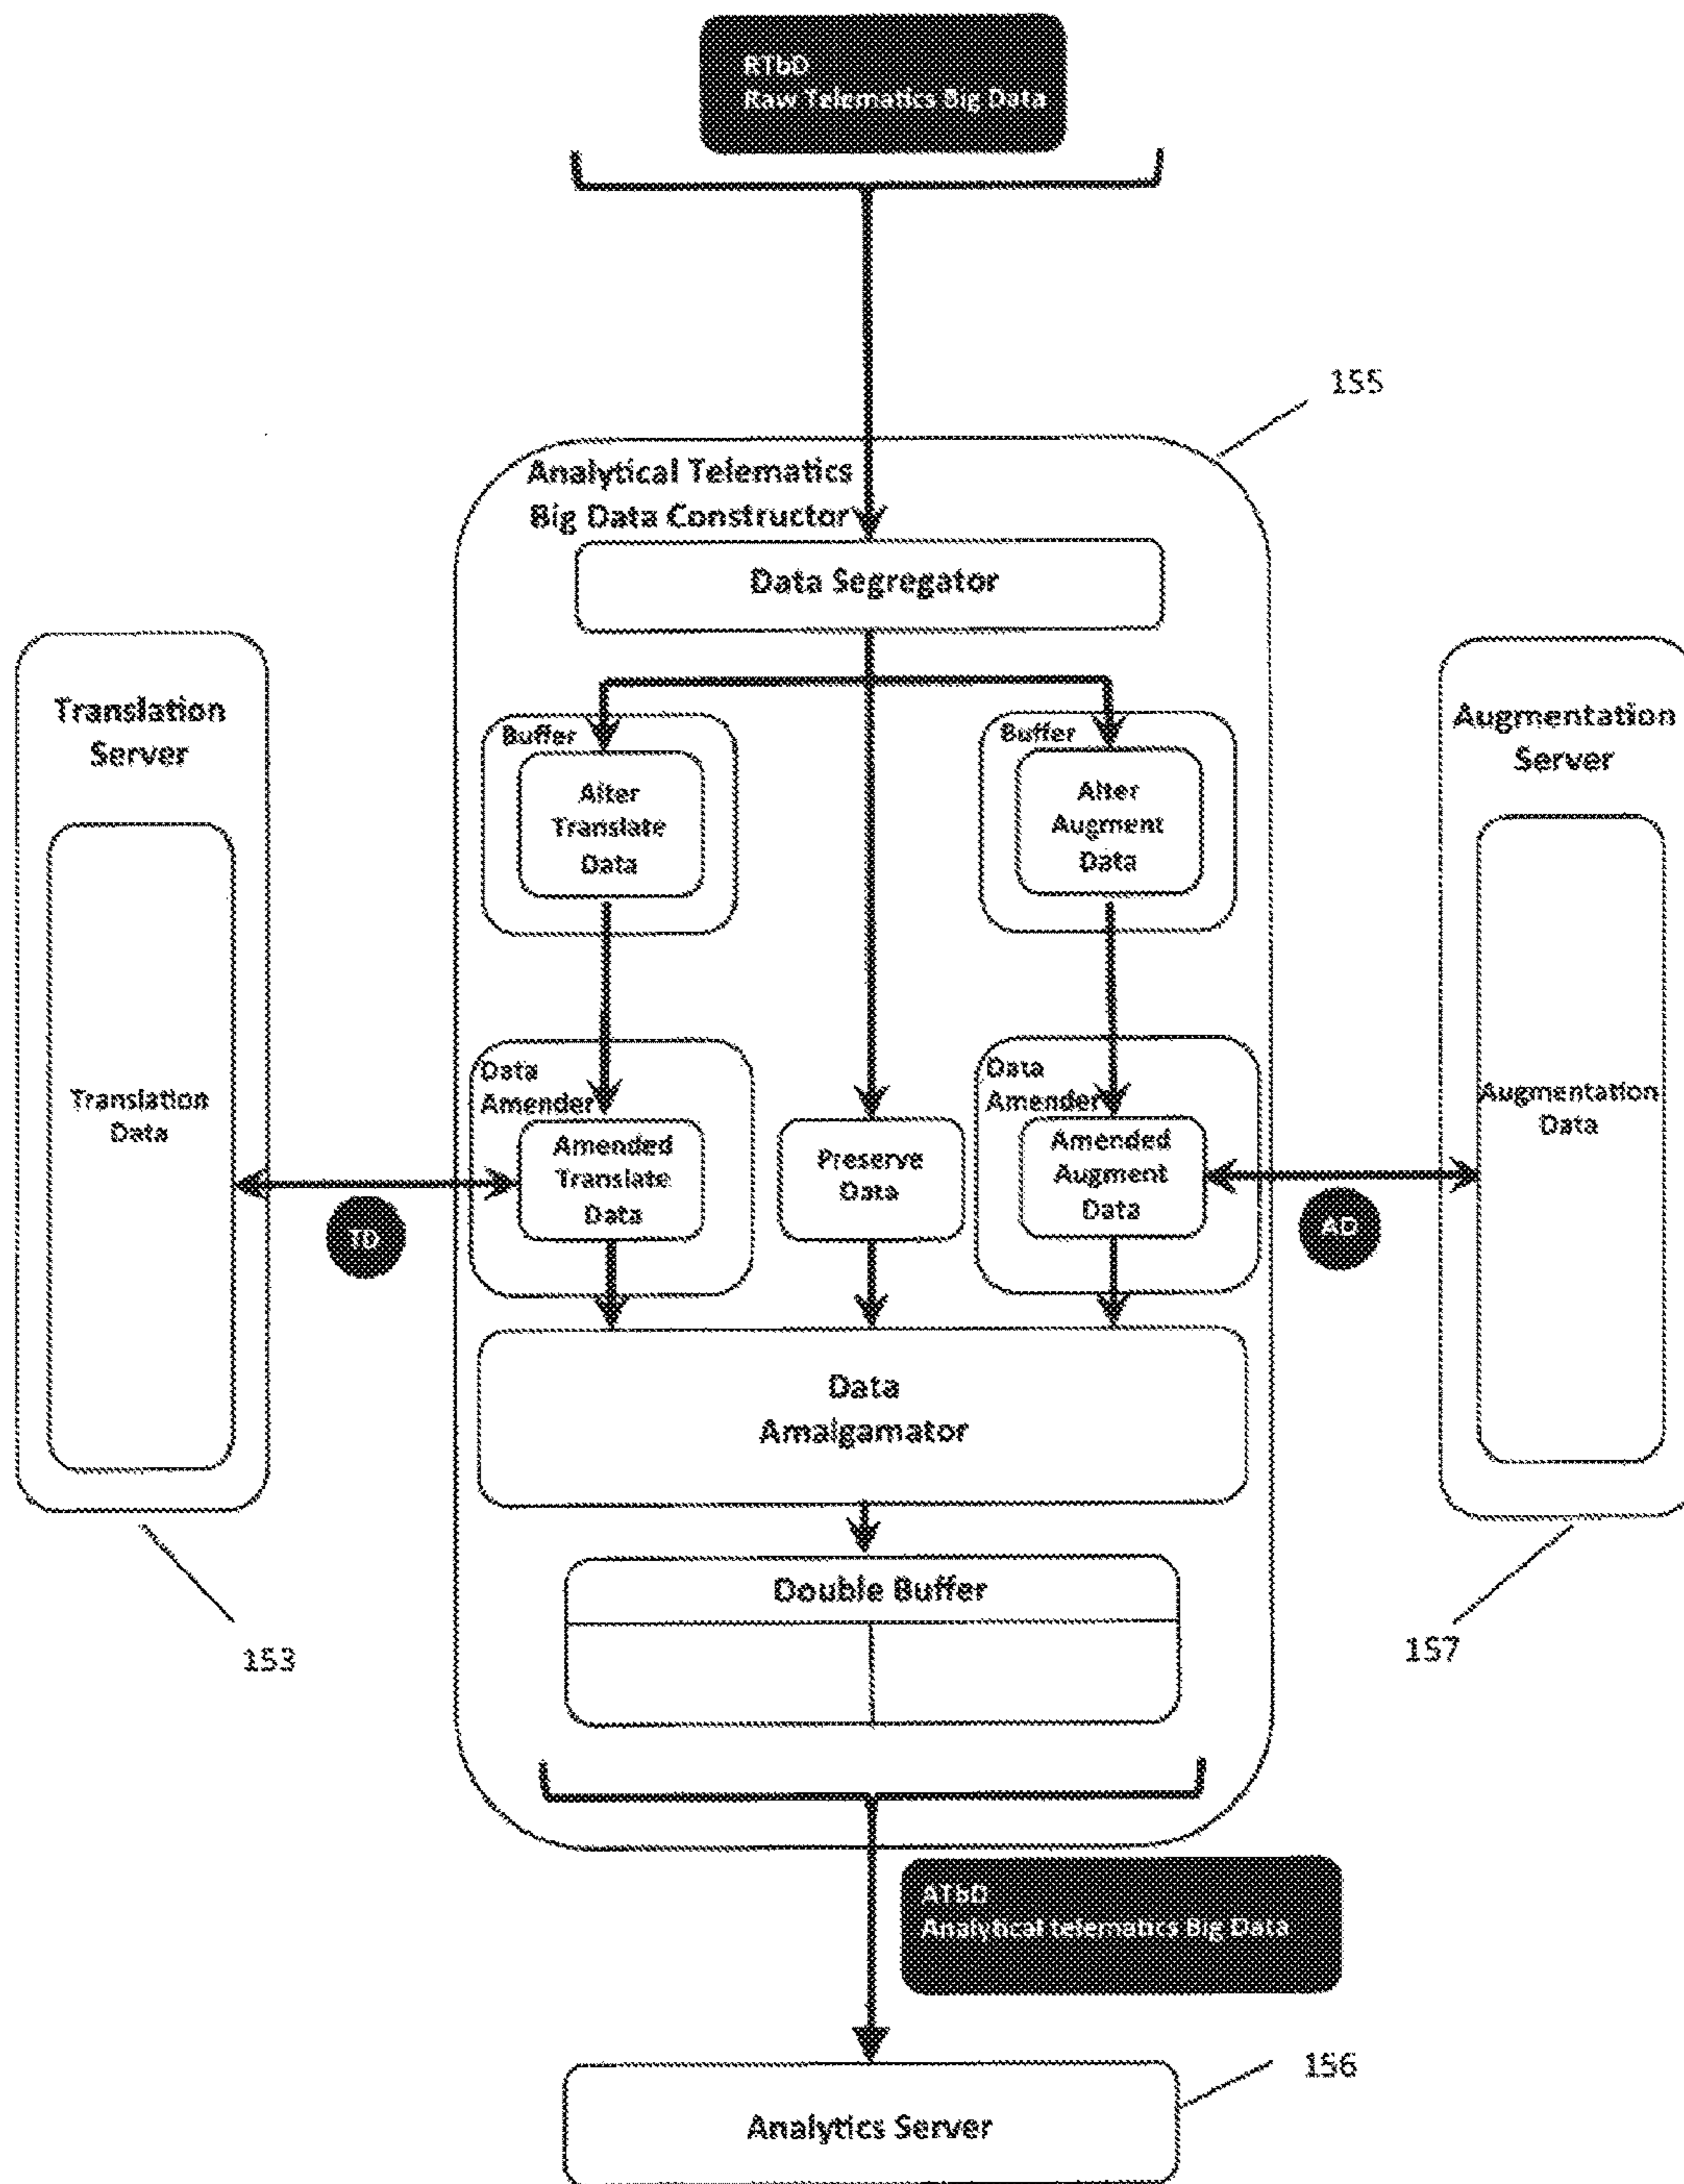 RTbD
Raw Telematics Big Data
155
Analytical Telematics
Big Data Constructor
Data Segregator
Translation
Server
Augmentation
Server
Buffer
Alter
Translate
Data
Buffer
Alter
Augment
Data
Translation
Data
Data
Amender
Amended
Translate
Data
Preserve
Data
Data
Amender
Amended
Augment
Data
Augmentation
Data
TD
AD
Data
Amalgamator
Double Buffer
153
157
ATbD
Analytical telematics Big Data
156
Analytics Server